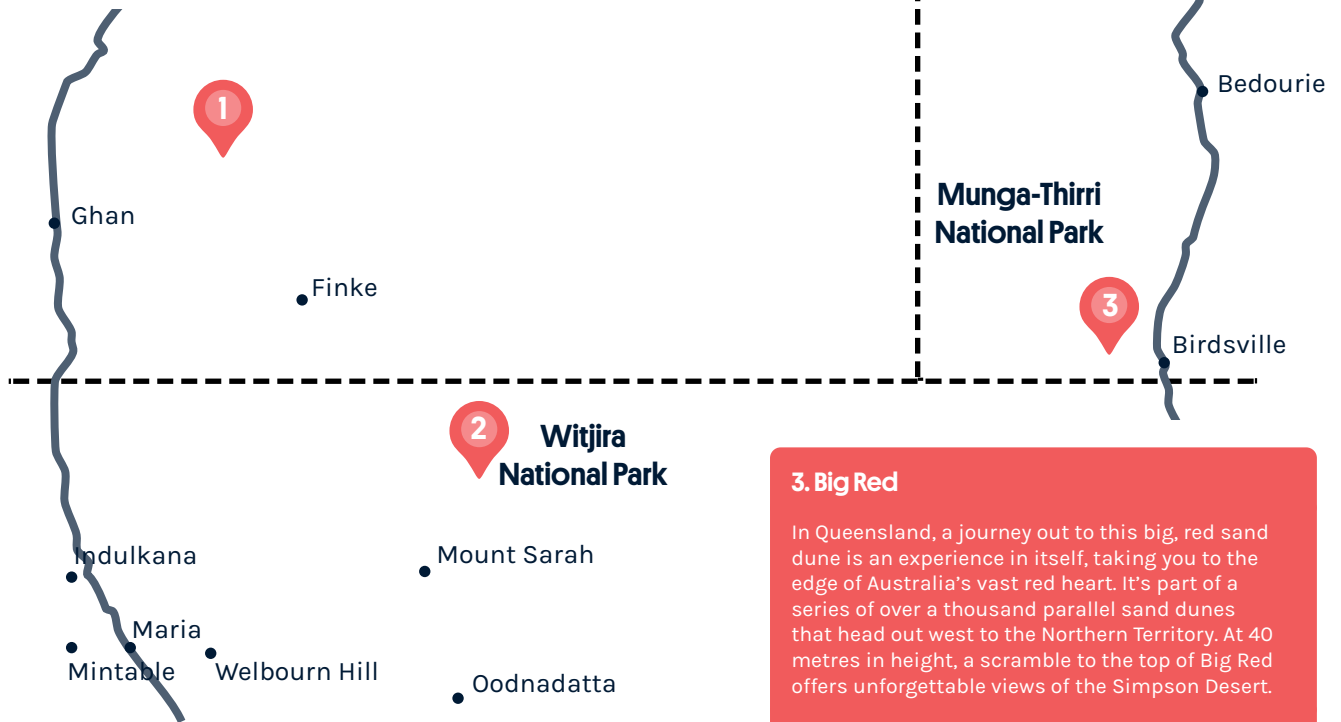 Bedourie
1
Munga-Thirri
National Park
Ghan
Finke
3
Birdsville
2
Witjira
National Park
3. Big Red
In Queensland, a journey out to this big, red sand
dune is an experience in itself, taking you to the
edge of Australia's vast red heart. It's part of a
series of over a thousand parallel sand dunes
that head out west to the Northern Territory. At 40
metres in height, a scramble to the top of Big Red
offers unforgettable views of the Simpson Desert.
Indulkana
Mount Sarah
Maria
Mintable
Welbourn Hill
Oodnadatta